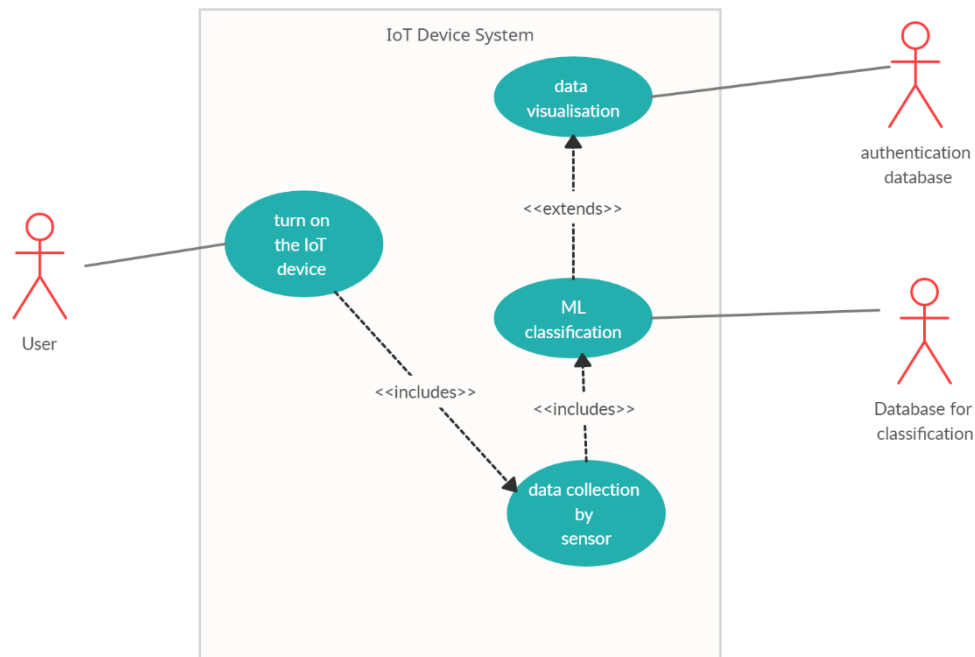 IoT Device System
data
visualisation
authentication
database
<<extends>>
turn on
the IoT
device
User
ML
classification
<<includes>>
<<includes>>
Database for
classification
data collection
by
sensor